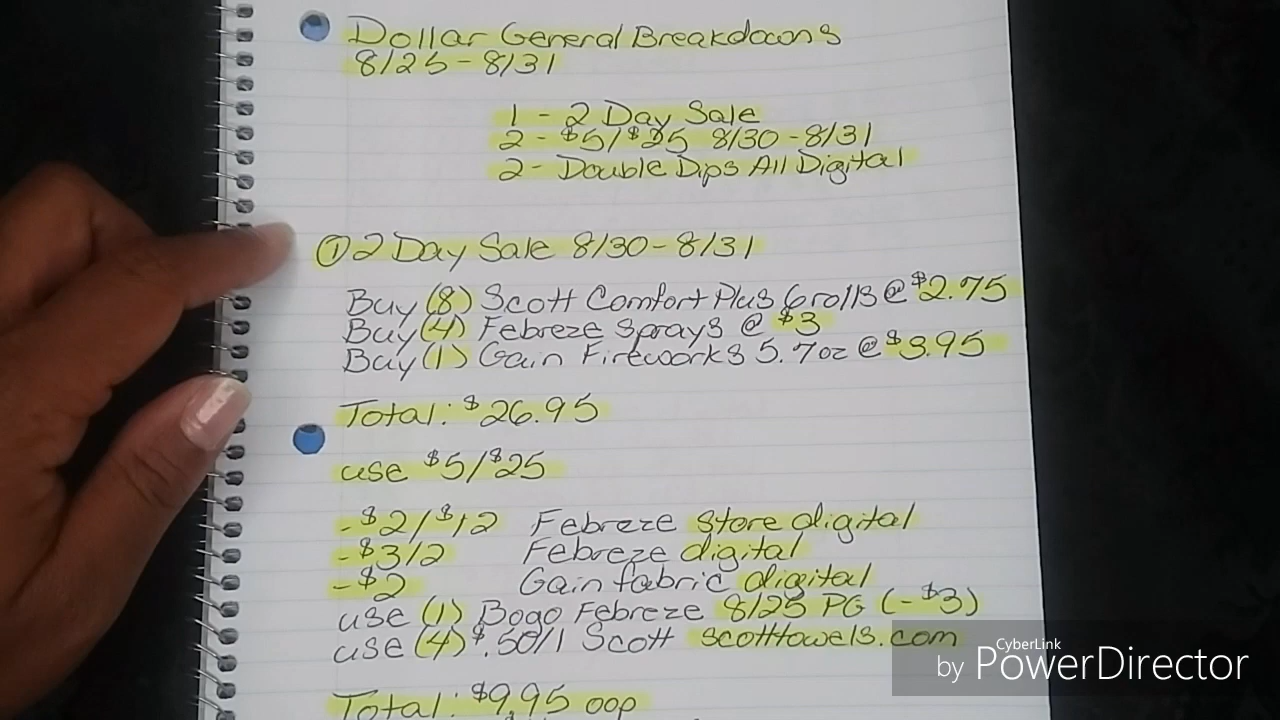 Dollar General Breakdowns
8/25 - 8/31
1 - 2 Day Sale
2 - $5/$25 8/30 - 8/31
2 - Double Dips All Digital
① 2 Day Sale 8/30 - 8/31
Buy (8) Scott Comfort Plus 6 rolls @ $2.75
Buy (4) Febreze Sprays @ $3
Buy (1) Gain Fireworks 5.7oz @ $3.95
Total: $26.95
use $5/$25
-$2/$12 Febreze store digital
-$3/2 Febreze digital
-$2 Gain fabric digital
use (1) Bogo Febreze 8/25 PG (-$3)
use (4) $.50/1 Scott scotttowels.com
Total: $9.95 oop
CyberLink
by PowerDirector